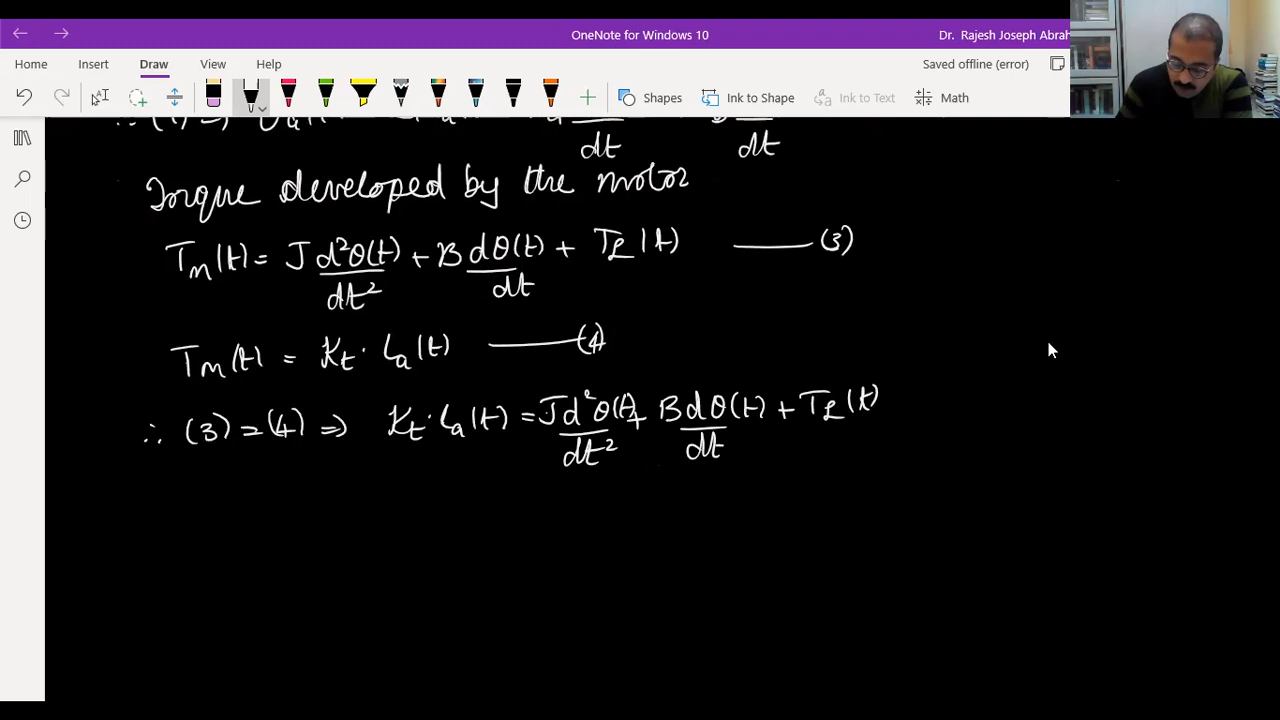 OneNote for Windows 10
Dr. Rajesh Joseph Abrah
Home Insert Draw View Help
Saved offline (error)
Shapes Ink to Shape Ink to Text Math
dt dt
Torque developed by the motor
Tm(t) = J d²θ(t)/dt² + B dθ(t)/dt + TL(t) ——— (3)
Tm(t) = Kt · ia(t) ——— (4)
∴ (3) = (4) ⇒ Kt · ia(t) = J d²θ(t)/dt² + B dθ(t)/dt + TL(t)